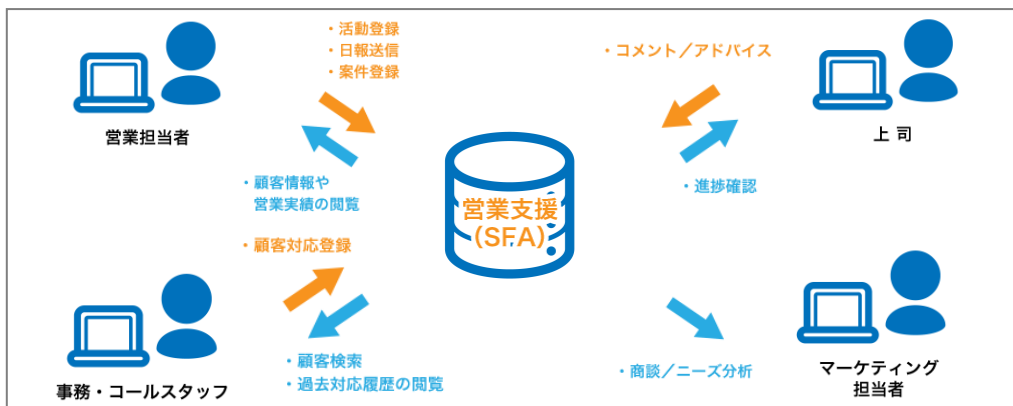 ・活動登録
・日報送信
・案件登録
・コメント／アドバイス
営業担当者
上 司
・顧客情報や
営業実績の閲覧
・進捗確認
営業支援
(SFA)
・顧客対応登録
・顧客検索
・過去対応履歴の閲覧
・商談／ニーズ分析
事務・コールスタッフ
マーケティング
担当者